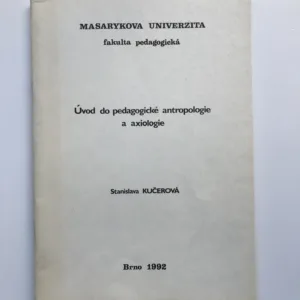 MASARYKOVA UNIVERZITA
fakulta pedagogická
Úvod do pedagogické antropologie
a axiologie
Stanislava KUČEROVÁ
Brno 1992